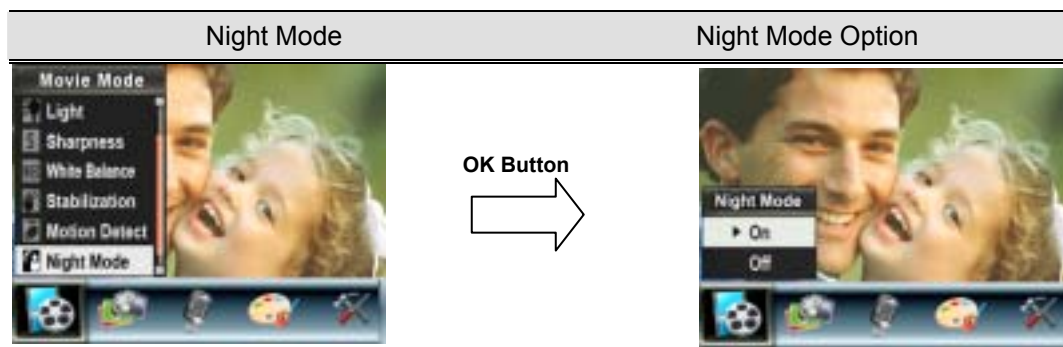 Night Mode
Night Mode Option
Movie Mode
Light
Sharpness
White Balance
Stabilization
Motion Detect
Night Mode
OK Button
Night Mode
On
Off